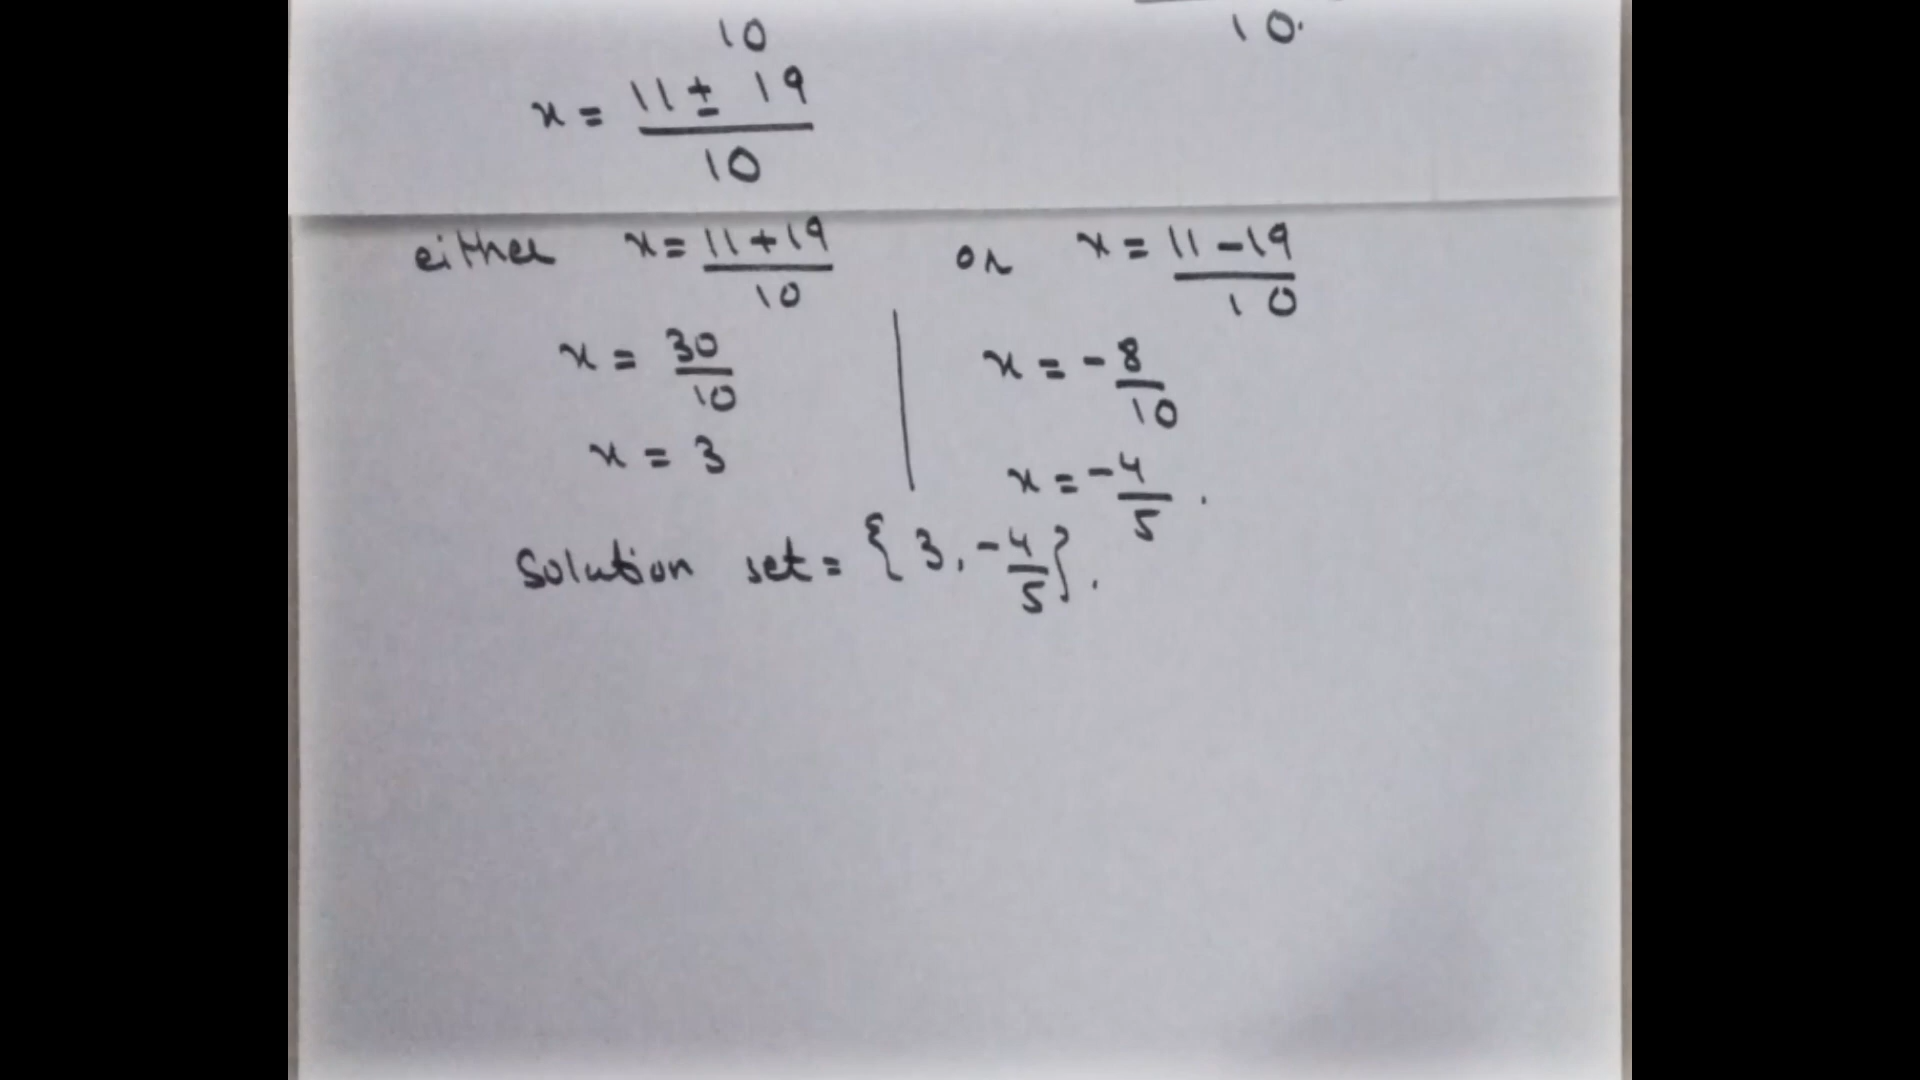 10 10.
x = 11 ± 19 / 10
either x = 11 + 19 / 10 or x = 11 - 19 / 10
x = 30 / 10 x = - 8 / 10
x = 3 x = - 4 / 5 .
Solution set = { 3, - 4 / 5 } .